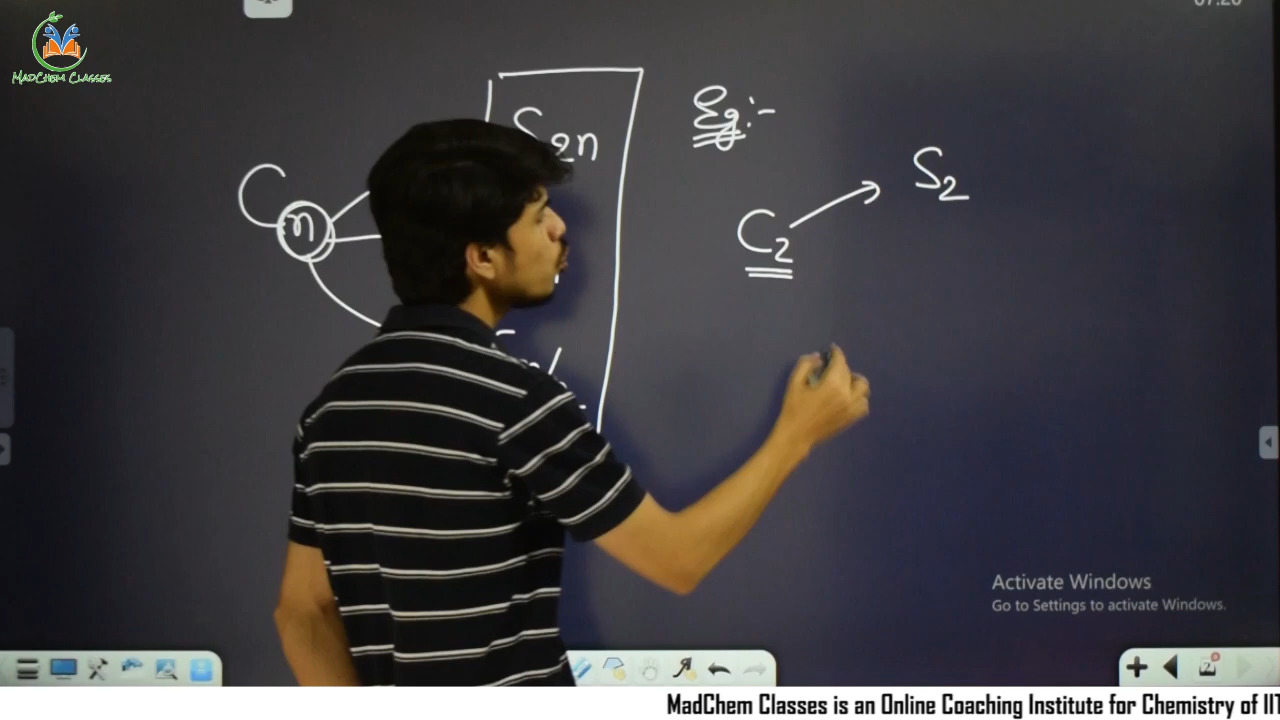 MADCHEM CLASSES
S2n
Eg:-
Cn
S2
C2
Activate Windows
Go to Settings to activate Windows.
MadChem Classes is an Online Coaching Institute for Chemistry of